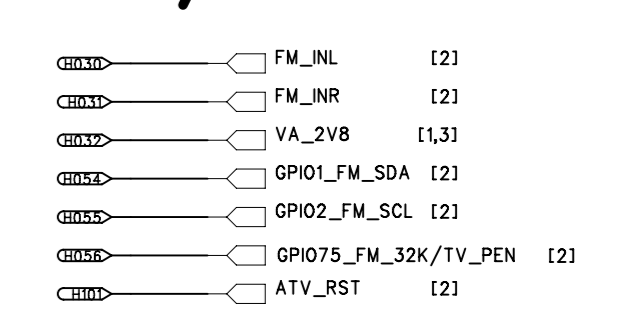 H030 FM_INL [2]
H031 FM_INR [2]
H032 VA_2V8 [1,3]
H054 GPIO1_FM_SDA [2]
H055 GPIO2_FM_SCL [2]
H056 GPIO75_FM_32K/TV_PEN [2]
H101 ATV_RST [2]